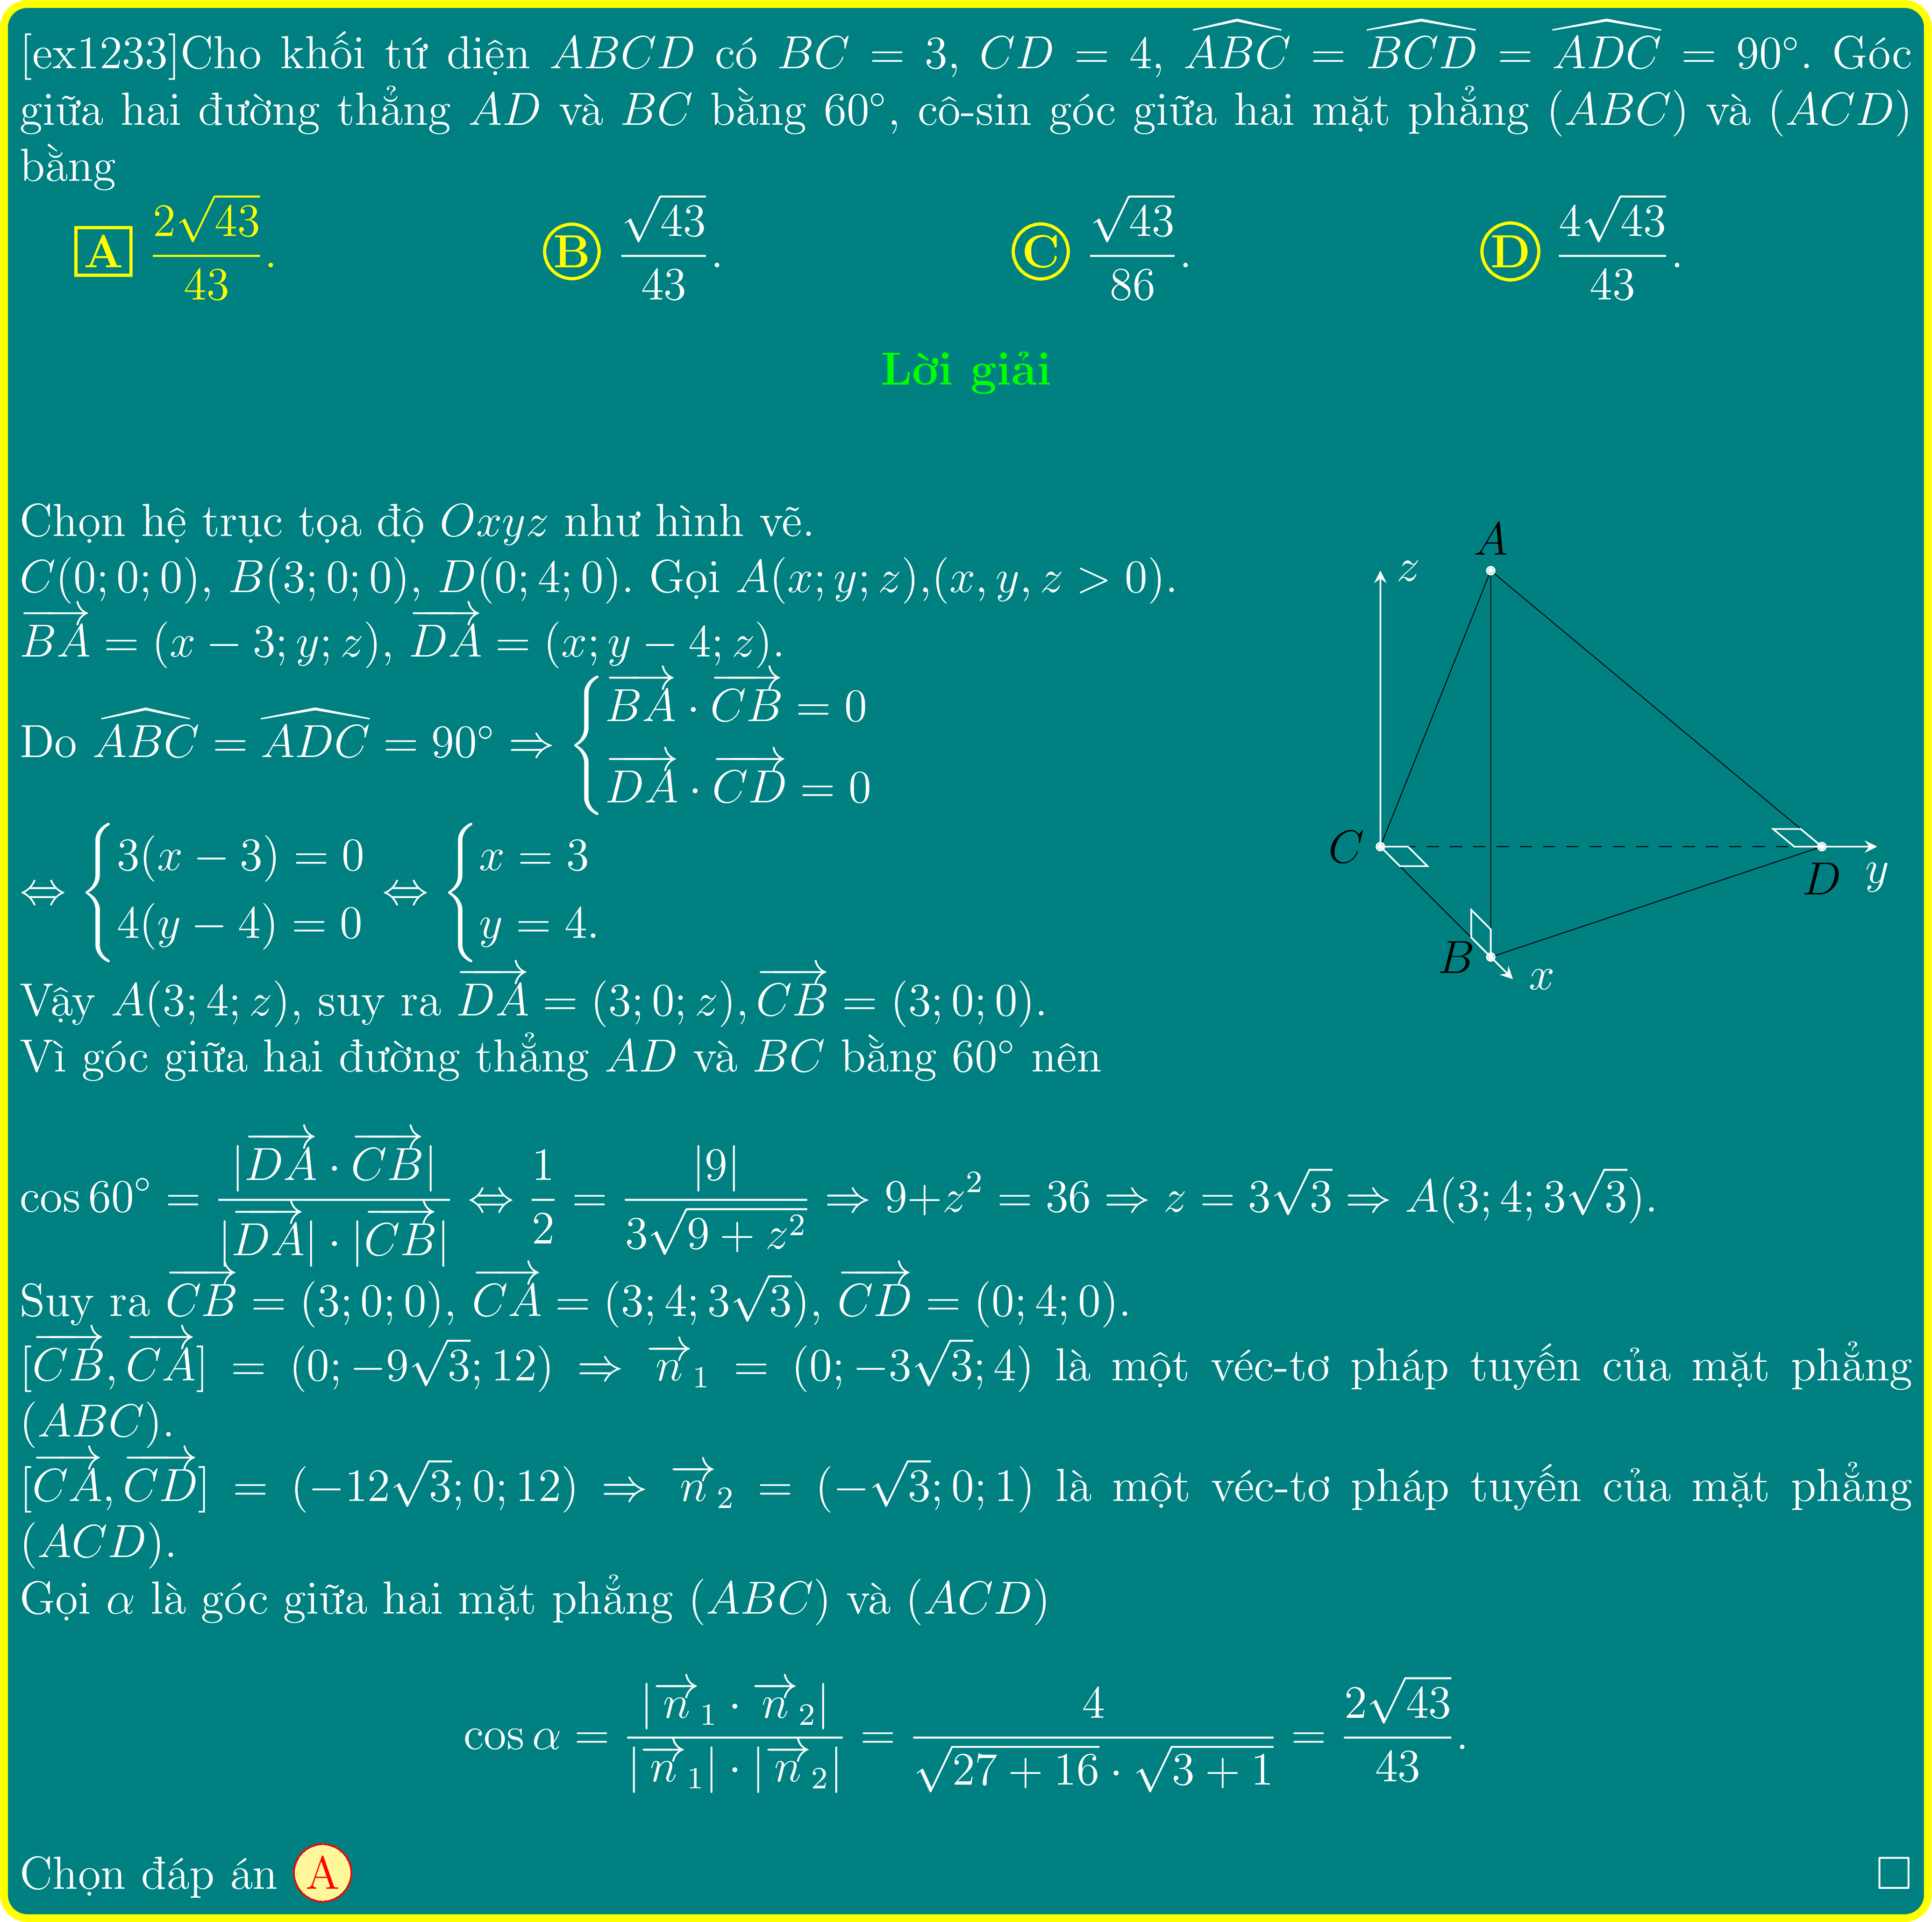 [ex1233]Cho khối tứ diện $ABCD$ có $BC = 3$, $CD = 4$, $\widehat{ABC} = \widehat{BCD} = \widehat{ADC} = 90^\circ$. Góc
giữa hai đường thẳng $AD$ và $BC$ bằng $60^\circ$, cô-sin góc giữa hai mặt phẳng $(ABC)$ và $(ACD)$
bằng
A $\frac{2\sqrt{43}}{43}$. B $\frac{\sqrt{43}}{43}$. C $\frac{\sqrt{43}}{86}$. D $\frac{4\sqrt{43}}{43}$.
Lời giải
Chọn hệ trục tọa độ $Oxyz$ như hình vẽ.
$C(0; 0; 0)$, $B(3; 0; 0)$, $D(0; 4; 0)$. Gọi $A(x; y; z)$,$(x, y, z > 0)$.
$\overrightarrow{BA} = (x - 3; y; z)$, $\overrightarrow{DA} = (x; y - 4; z)$.
Do $\widehat{ABC} = \widehat{ADC} = 90^\circ \Rightarrow \begin{cases} \overrightarrow{BA} \cdot \overrightarrow{CB} = 0 \\ \overrightarrow{DA} \cdot \overrightarrow{CD} = 0 \end{cases}$
$\Leftrightarrow \begin{cases} 3(x - 3) = 0 \\ 4(y - 4) = 0 \end{cases} \Leftrightarrow \begin{cases} x = 3 \\ y = 4. \end{cases}$
Vậy $A(3; 4; z)$, suy ra $\overrightarrow{DA} = (3; 0; z), \overrightarrow{CB} = (3; 0; 0)$.
Vì góc giữa hai đường thẳng $AD$ và $BC$ bằng $60^\circ$ nên
A
z
C
D
y
B
x
$\cos 60^\circ = \frac{|\overrightarrow{DA} \cdot \overrightarrow{CB}|}{|\overrightarrow{DA}| \cdot |\overrightarrow{CB}|} \Leftrightarrow \frac{1}{2} = \frac{|9|}{3\sqrt{9 + z^2}} \Rightarrow 9 + z^2 = 36 \Rightarrow z = 3\sqrt{3} \Rightarrow A(3; 4; 3\sqrt{3})$.
Suy ra $\overrightarrow{CB} = (3; 0; 0)$, $\overrightarrow{CA} = (3; 4; 3\sqrt{3})$, $\overrightarrow{CD} = (0; 4; 0)$.
$[\overrightarrow{CB}, \overrightarrow{CA}] = (0; -9\sqrt{3}; 12) \Rightarrow \overrightarrow{n}_1 = (0; -3\sqrt{3}; 4)$ là một véc-tơ pháp tuyến của mặt phẳng
$(ABC)$.
$[\overrightarrow{CA}, \overrightarrow{CD}] = (-12\sqrt{3}; 0; 12) \Rightarrow \overrightarrow{n}_2 = (-\sqrt{3}; 0; 1)$ là một véc-tơ pháp tuyến của mặt phẳng
$(ACD)$.
Gọi $\alpha$ là góc giữa hai mặt phẳng $(ABC)$ và $(ACD)$
$\cos \alpha = \frac{|\overrightarrow{n}_1 \cdot \overrightarrow{n}_2|}{|\overrightarrow{n}_1| \cdot |\overrightarrow{n}_2|} = \frac{4}{\sqrt{27 + 16} \cdot \sqrt{3 + 1}} = \frac{2\sqrt{43}}{43}$.
Chọn đáp án A □